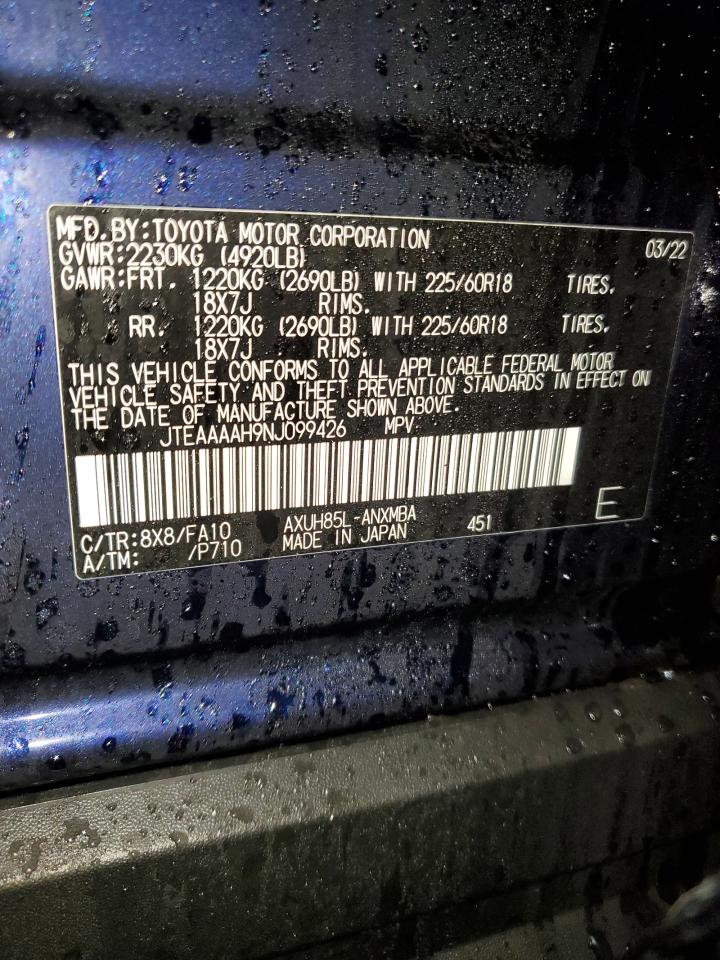 MFD. BY: TOYOTA MOTOR CORPORATION 03/22
GVWR: 2230KG (4920LB)
GAWR: FRT. 1220KG (2690LB) WITH 225/60R18 TIRES.
18X7J RIMS.
RR. 1220KG (2690LB) WITH 225/60R18 TIRES.
18X7J RIMS.
THIS VEHICLE CONFORMS TO ALL APPLICABLE FEDERAL MOTOR
VEHICLE SAFETY AND THEFT PREVENTION STANDARDS IN EFFECT ON
THE DATE OF MANUFACTURE SHOWN ABOVE.
JTEAAAAH9NJ099426 MPV
C/TR: 8X8/FA10 AXUH85L-ANXMBA 451 E
A/TM: /P710 MADE IN JAPAN